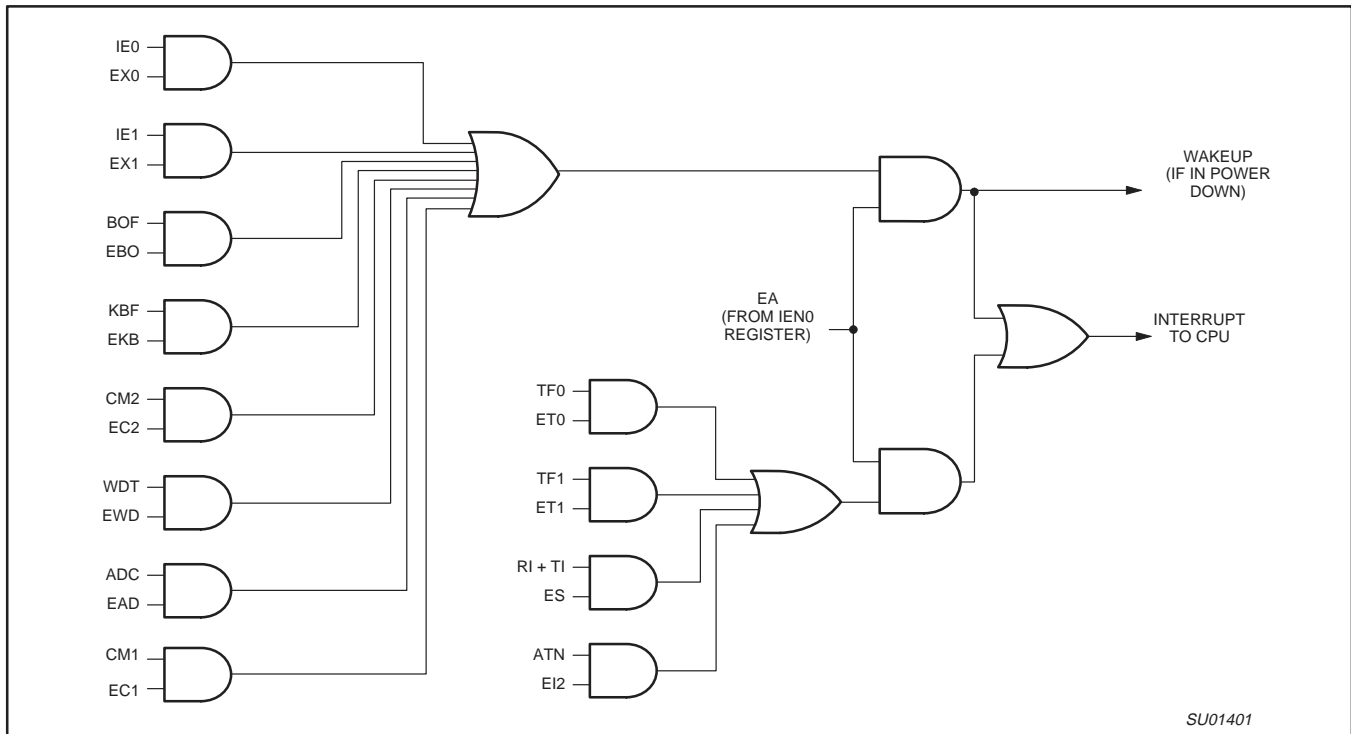 IE0
EX0
IE1
EX1
BOF
EBO
KBF
EKB
CM2
EC2
WDT
EWD
ADC
EAD
CM1
EC1
EA
(FROM IEN0
REGISTER)
TF0
ET0
TF1
ET1
RI + TI
ES
ATN
EI2
WAKEUP
(IF IN POWER
DOWN)
INTERRUPT
TO CPU
SU01401